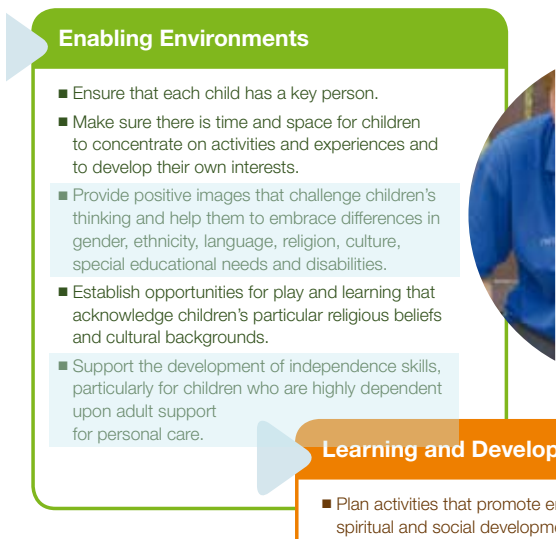 Enabling Environments
■ Ensure that each child has a key person.
■ Make sure there is time and space for children
to concentrate on activities and experiences and
to develop their own interests.
■ Provide positive images that challenge children's
thinking and help them to embrace differences in
gender, ethnicity, language, religion, culture,
special educational needs and disabilities.
■ Establish opportunities for play and learning that
acknowledge children's particular religious beliefs
and cultural backgrounds.
■ Support the development of independence skills,
particularly for children who are highly dependent
upon adult support
for personal care.
Learning and
■ Plan activities that promote
spiritual and social